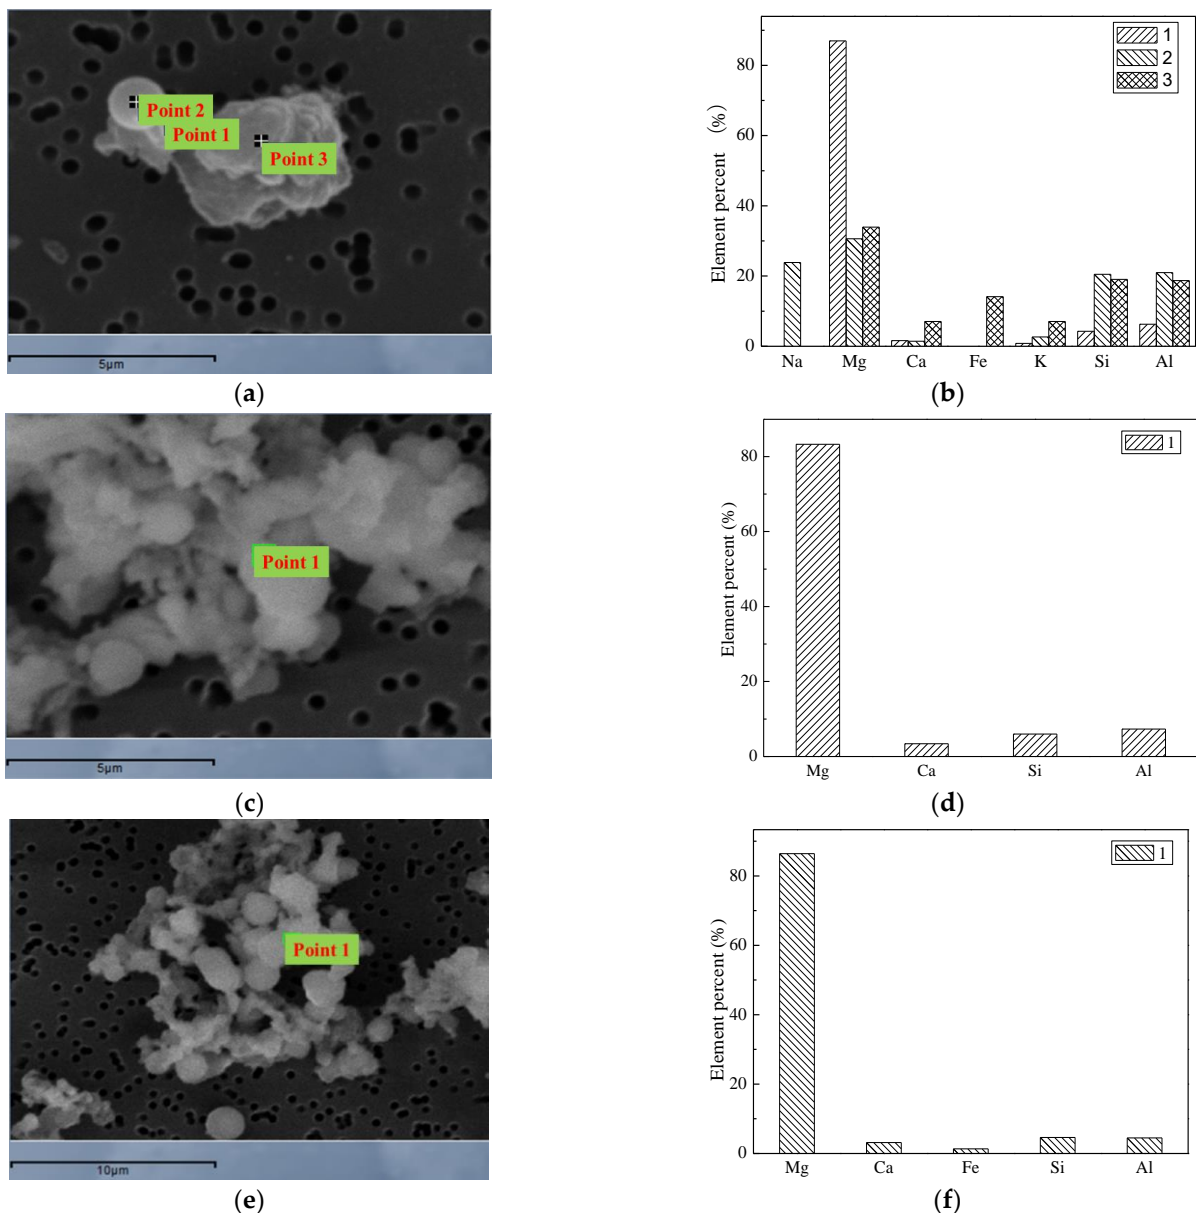 Point 2
Point 1
Point 3
5μm
(a)
Element percent (%)
80
60
40
20
0
Na Mg Ca Fe K Si Al
1
2
3
(b)
Point 1
5μm
(c)
Element percent (%)
80
60
40
20
0
Mg Ca Si Al
1
(d)
Point 1
10μm
(e)
Element percent (%)
80
60
40
20
0
Mg Ca Fe Si Al
1
(f)